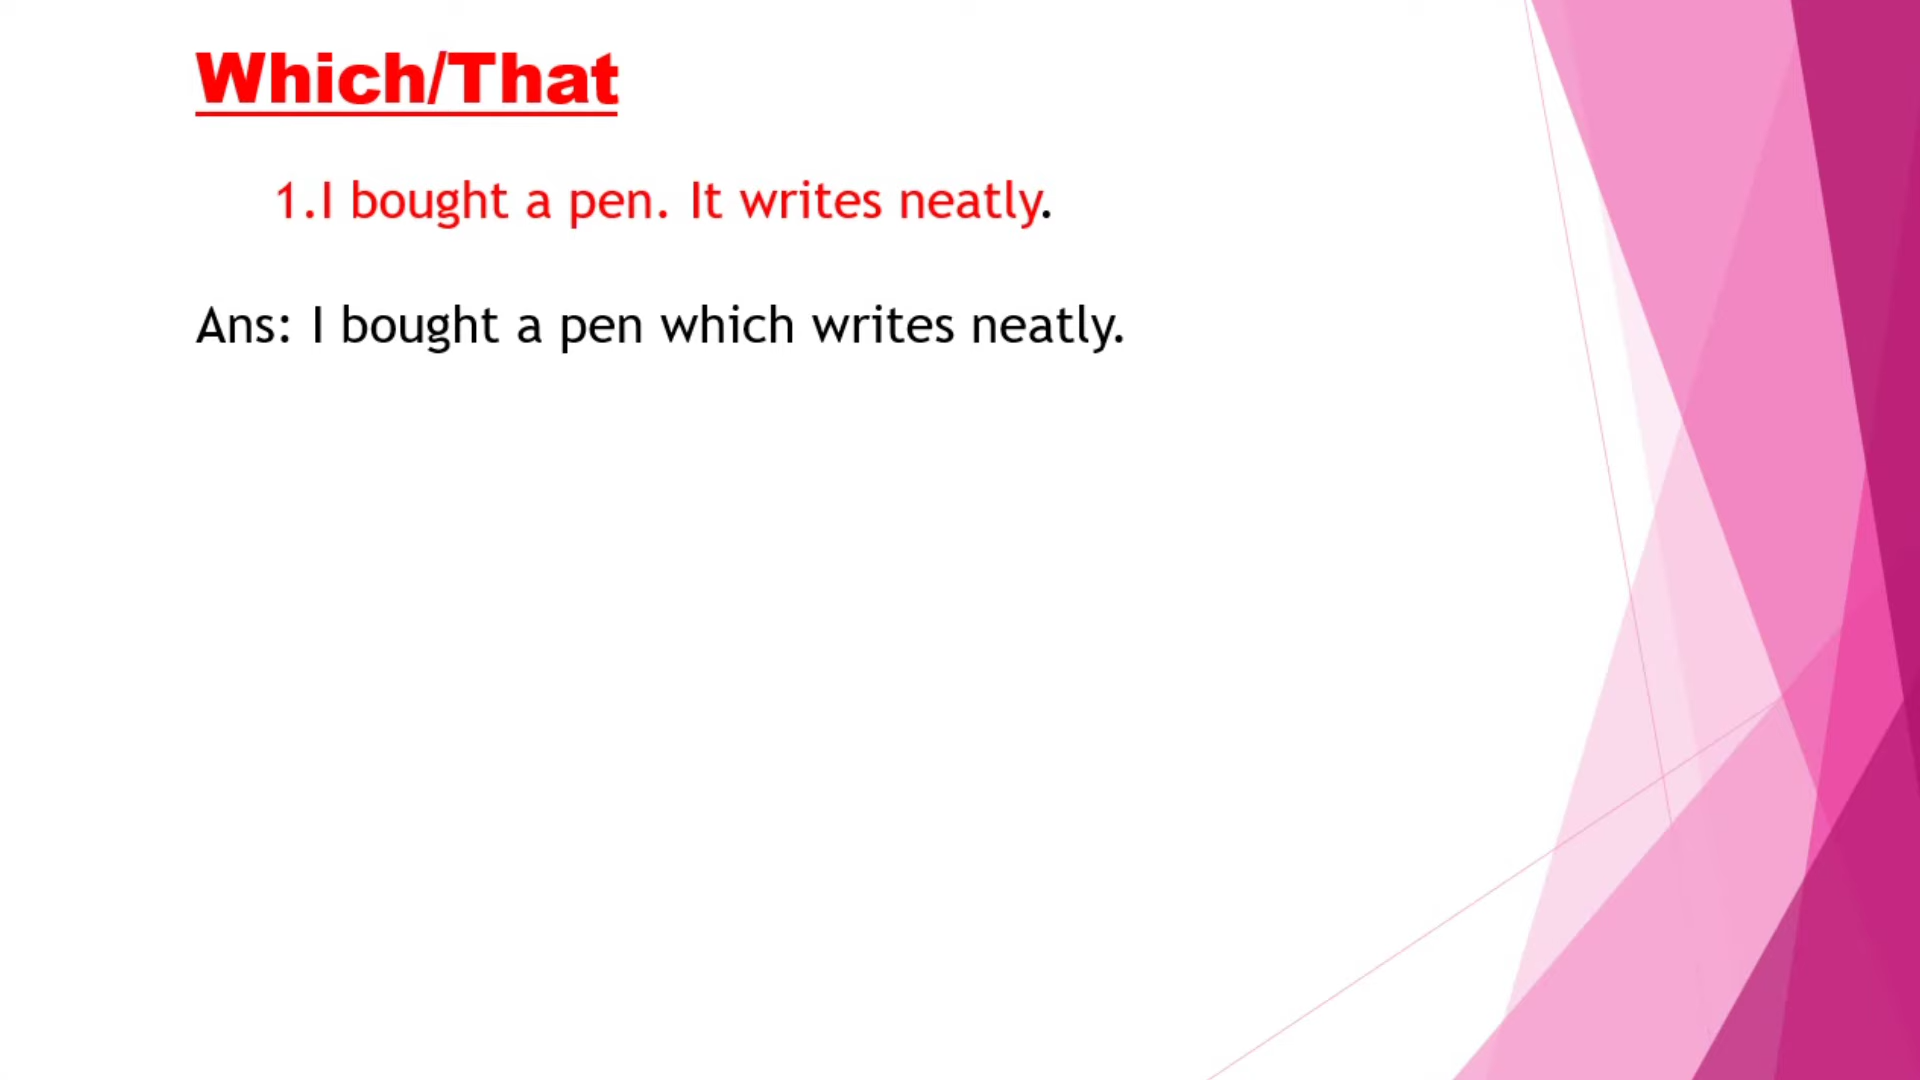 Which/That
1.I bought a pen. It writes neatly.
Ans: I bought a pen which writes neatly.